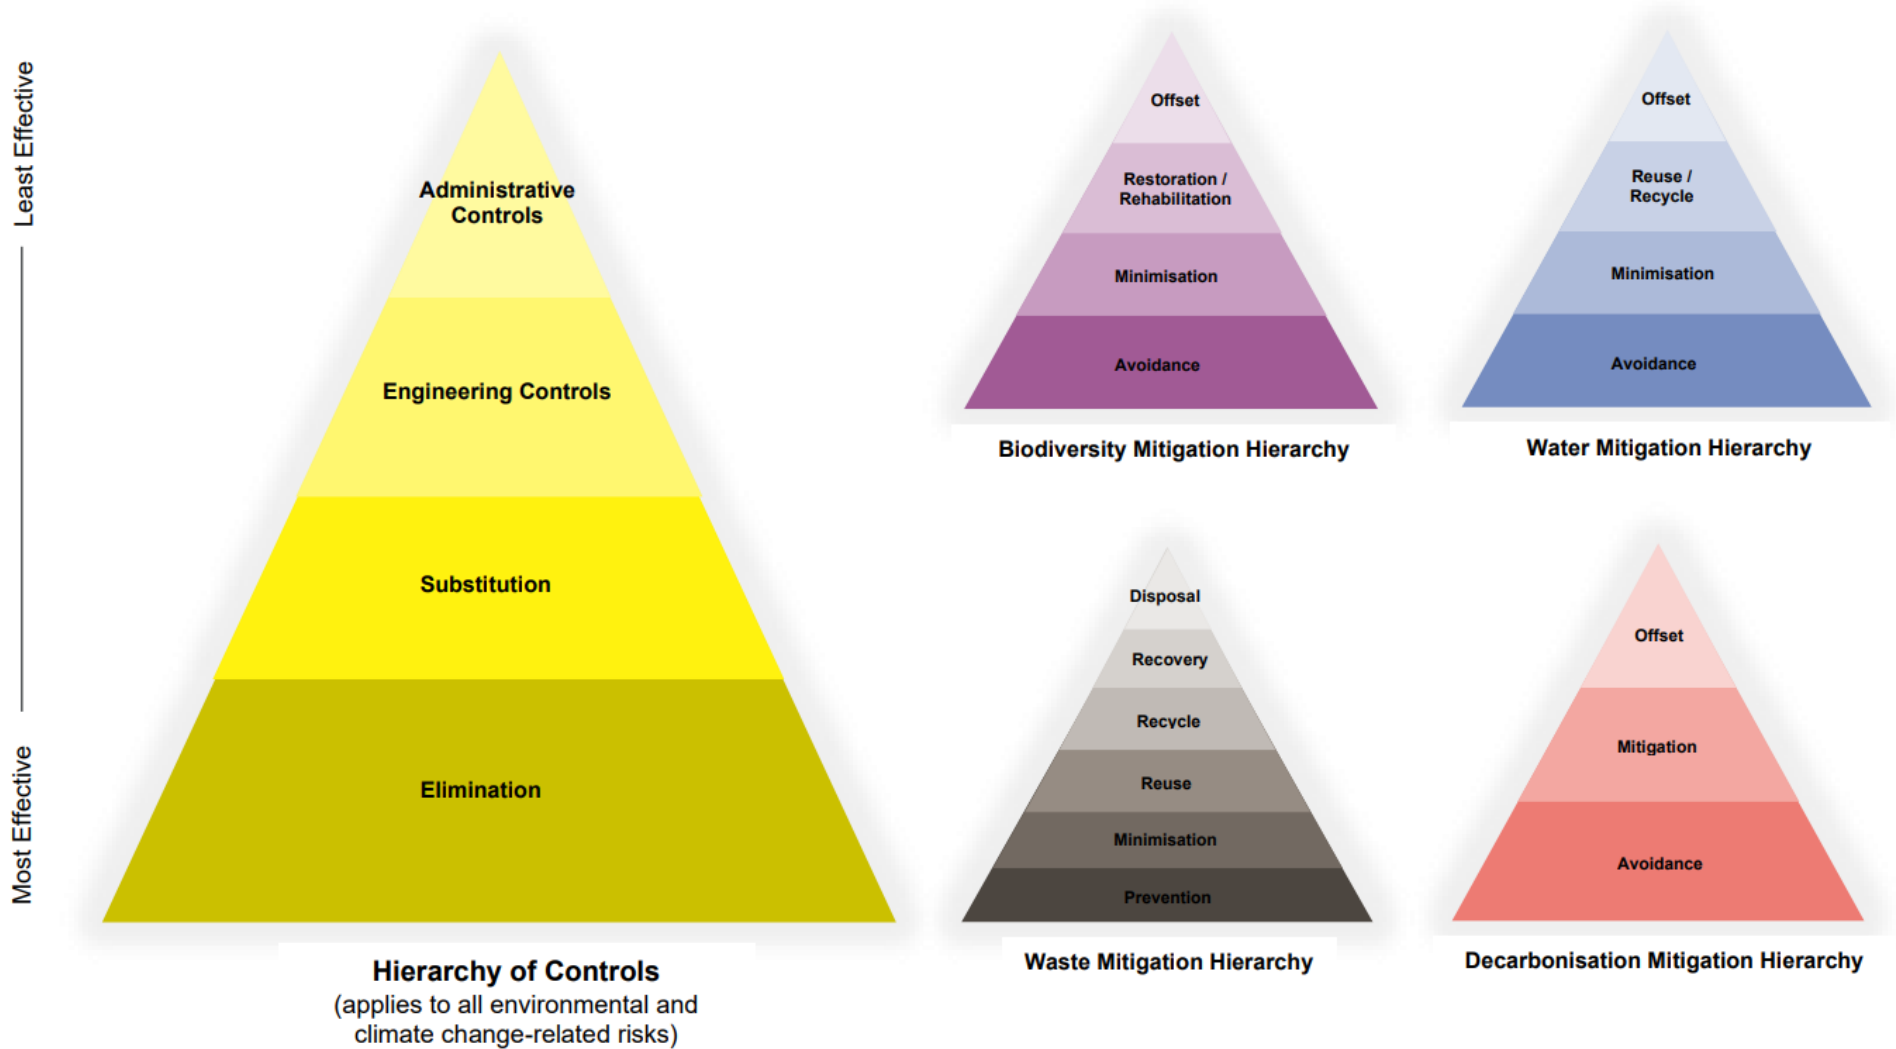 Least Effective
Most Effective
Administrative
Controls
Engineering Controls
Substitution
Elimination
Hierarchy of Controls
(applies to all environmental and
climate change-related risks)
Offset
Restoration /
Rehabilitation
Minimisation
Avoidance
Biodiversity Mitigation Hierarchy
Offset
Reuse /
Recycle
Minimisation
Avoidance
Water Mitigation Hierarchy
Disposal
Recovery
Recycle
Reuse
Minimisation
Prevention
Waste Mitigation Hierarchy
Offset
Mitigation
Avoidance
Decarbonisation Mitigation Hierarchy